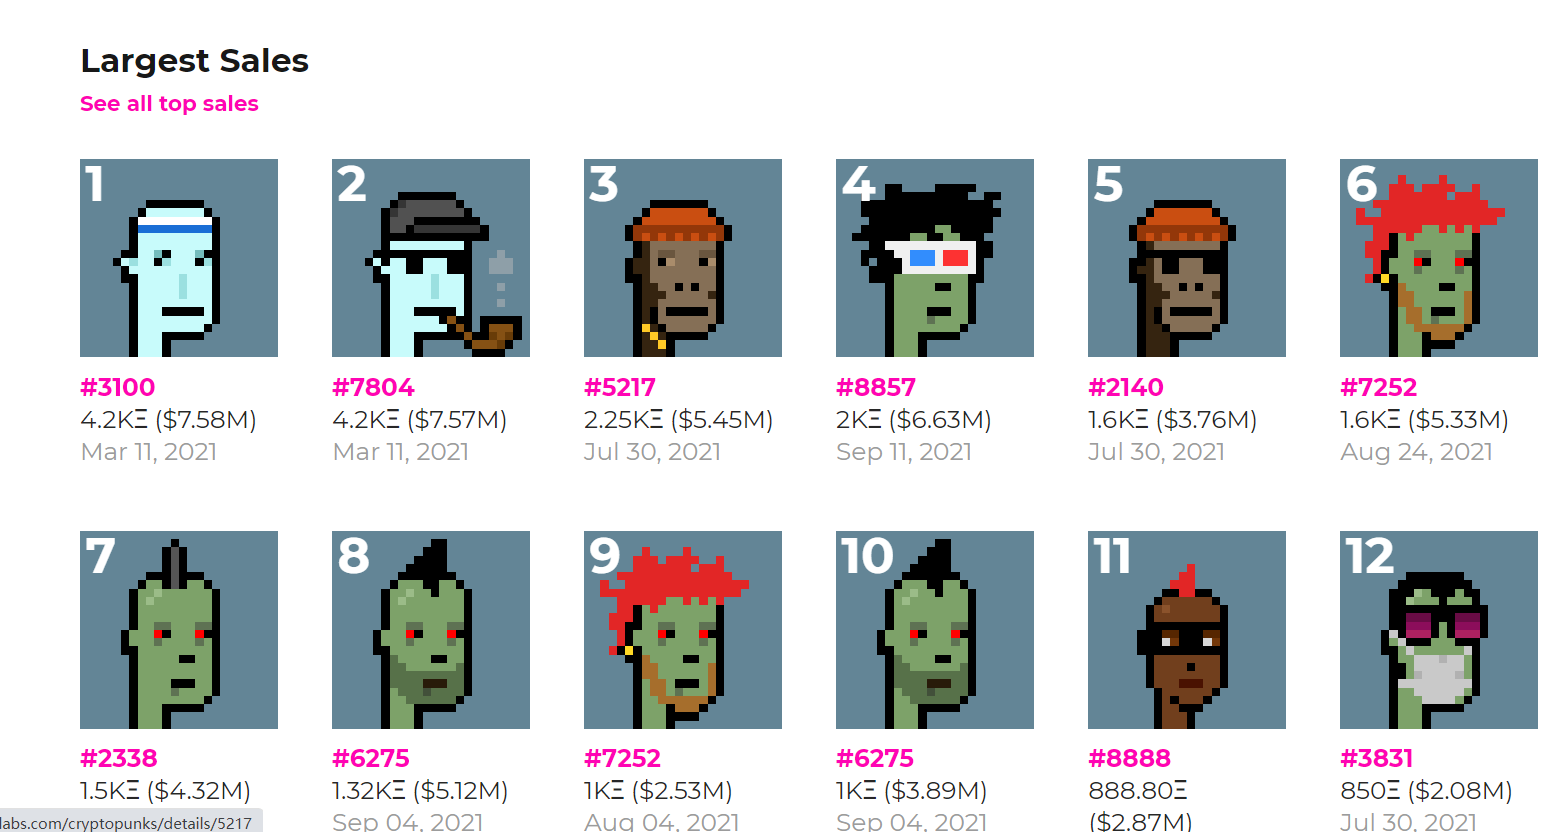 Largest Sales
See all top sales
1 2 3 4 5 6
#3100 #7804 #5217 #8857 #2140 #7252
4.2KΞ ($7.58M) 4.2KΞ ($7.57M) 2.25KΞ ($5.45M) 2KΞ ($6.63M) 1.6KΞ ($3.76M) 1.6KΞ ($5.33M)
Mar 11, 2021 Mar 11, 2021 Jul 30, 2021 Sep 11, 2021 Jul 30, 2021 Aug 24, 2021
7 8 9 10 11 12
#2338 #6275 #7252 #6275 #8888 #3831
1.5KΞ ($4.32M) 1.32KΞ ($5.12M) 1KΞ ($2.53M) 1KΞ ($3.89M) 888.80Ξ 850Ξ ($2.08M)
labs.com/cryptopunks/details/5217 Sep 04, 2021 Aug 04, 2021 Sep 04, 2021 ($2.87M) Jul 30, 2021